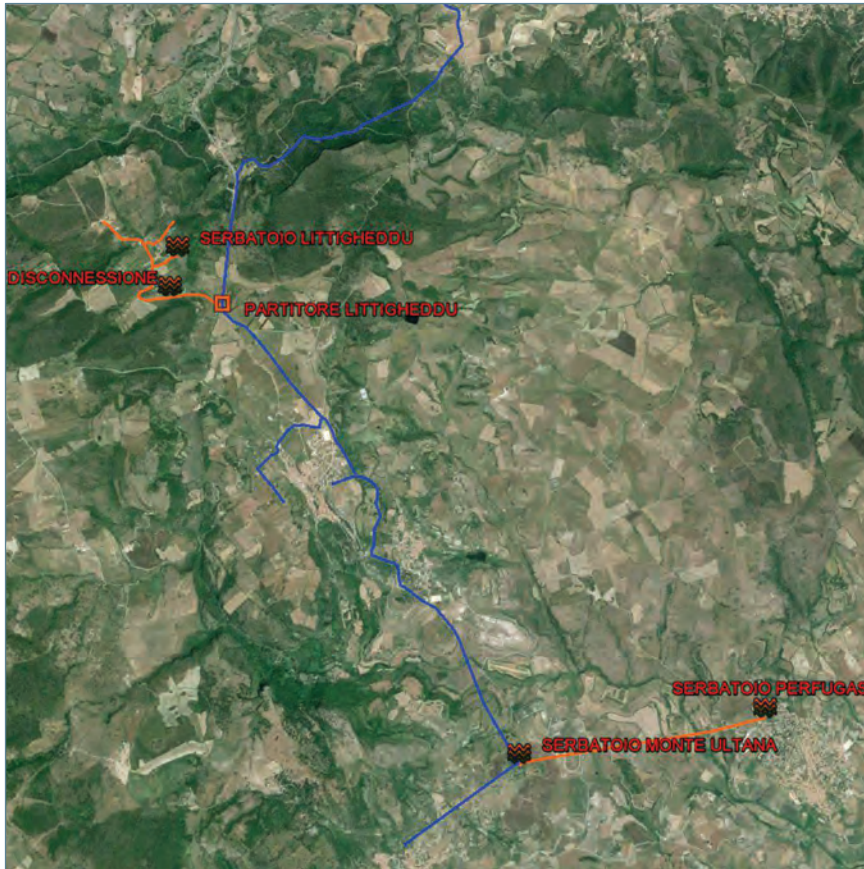 SERBATOIO LITTIGHEDDU
DISCONNESSIONE
PARTITORE LITTIGHEDDU
SERBATOIO PERFUGAS
SERBATOIO MONTE ULTANA